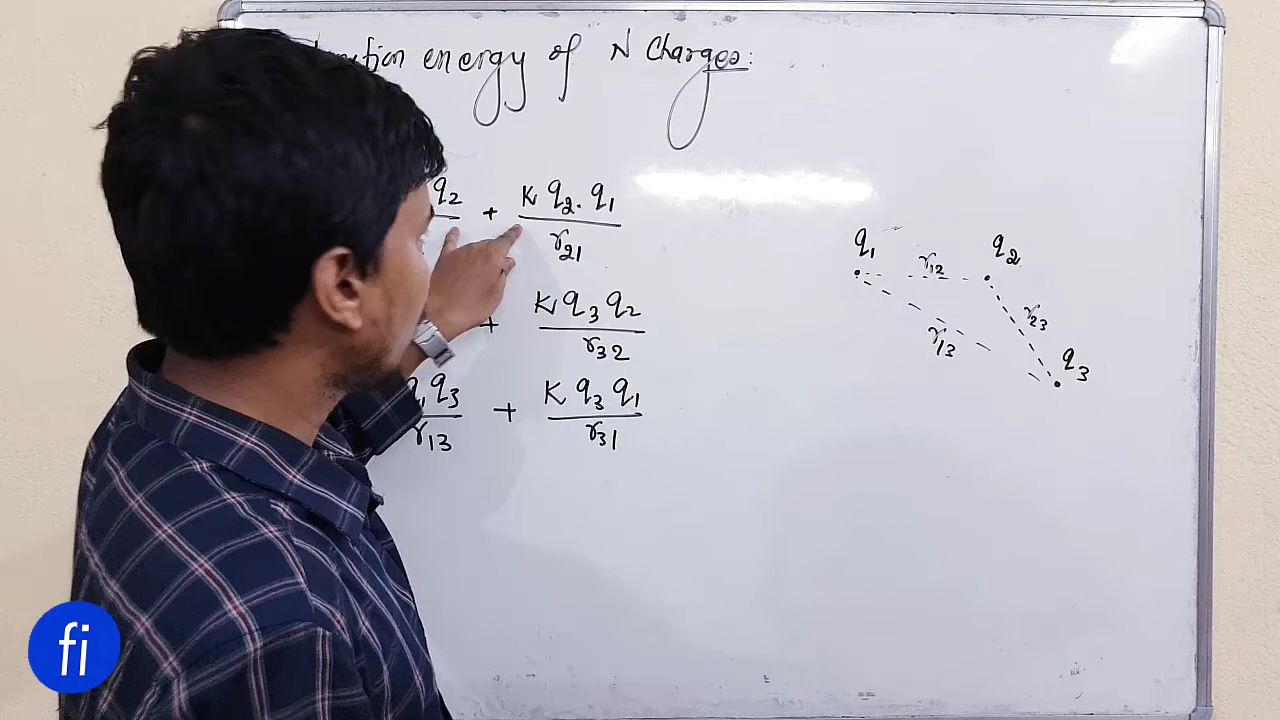 energy of N charges:
q2 + K q2. q1
r21
+ K q3 q2
r32
q3 + K q3 q1
r13 r31
q1 r12 q2
r23
r13
q3
fi